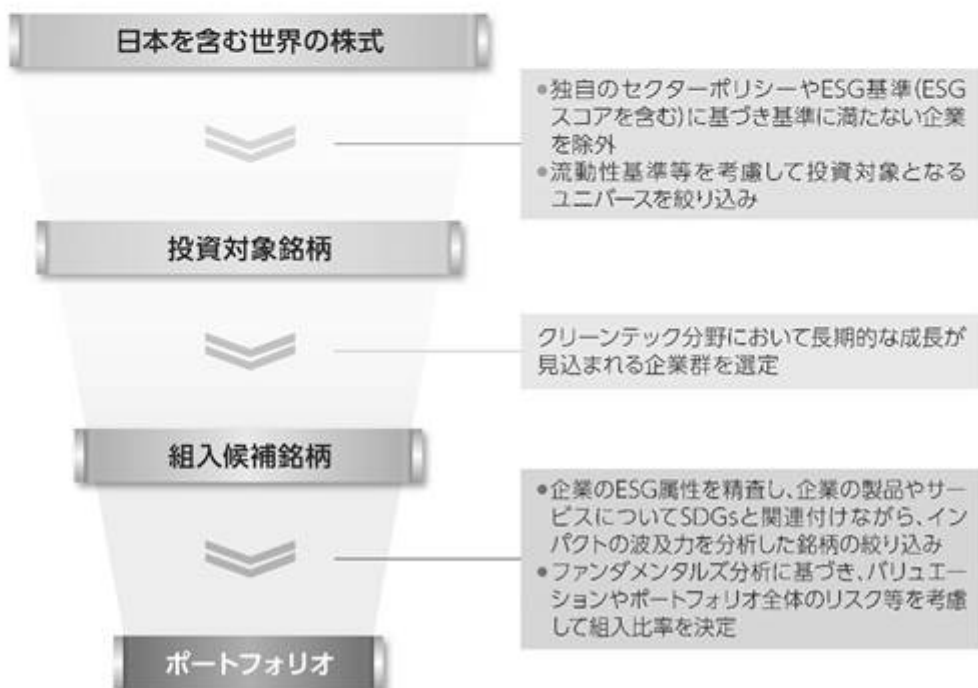 日本を含む世界の株式
●独自のセクターポリシーやESG基準(ESG
スコアを含む)に基づき基準に満たない企業
を除外
●流動性基準等を考慮して投資対象となる
ユニバースを絞り込み
投資対象銘柄
クリーンテック分野において長期的な成長が
見込まれる企業群を選定
組入候補銘柄
●企業のESG属性を精査し、企業の製品やサー
ビスについてSDGsと関連付けながら、イン
パクトの波及力を分析した銘柄の絞り込み
●ファンダメンタルズ分析に基づき、バリュエー
ションやポートフォリオ全体のリスク等を考慮
して組入比率を決定
ポートフォリオ